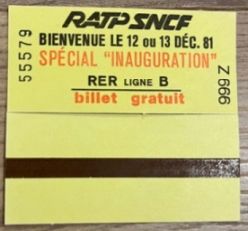 RATP SNCF
BIENVENUE LE 12 ou 13 DÉC. 81
SPÉCIAL "INAUGURATION"
RER LIGNE B
billet gratuit
55579
Z 666